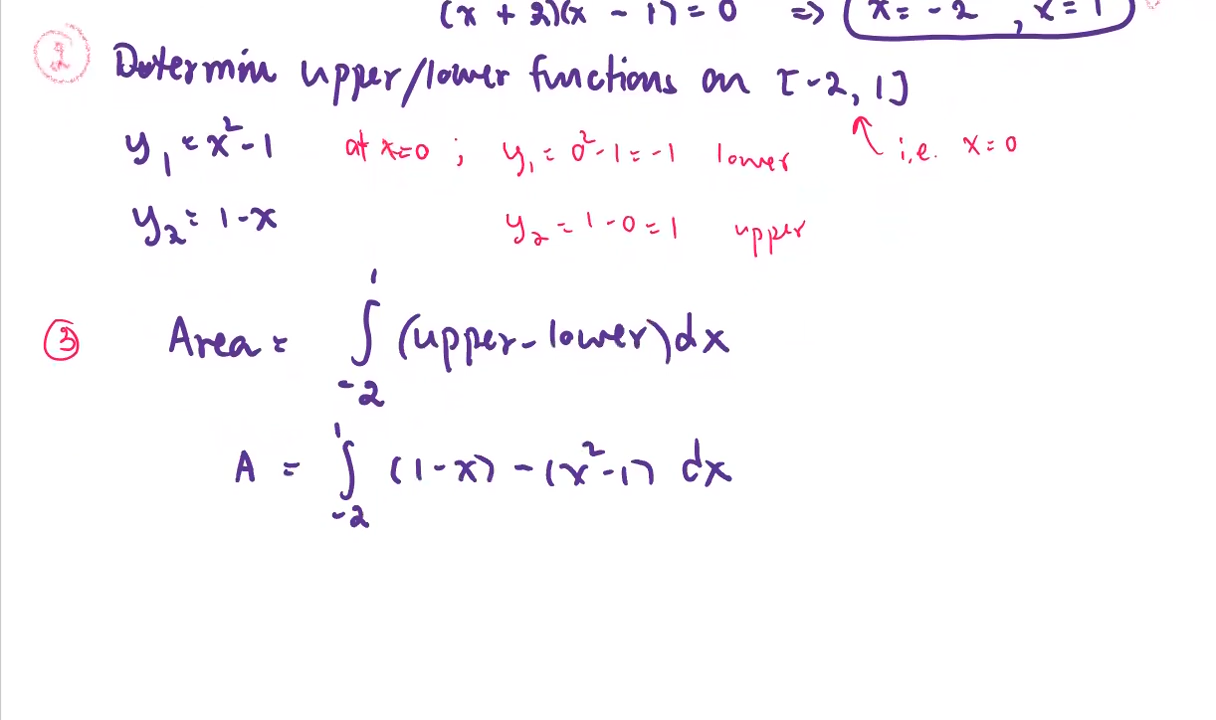 (x + 2)(x - 1) = 0 => x = -2 , x = 1
② Determin upper/lower functions on [-2, 1]
y₁ = x² - 1 at x=0 ; y₁ = 0² - 1 = -1 lower i.e. x = 0
y₂ = 1 - x y₂ = 1 - 0 = 1 upper
③ Area = ∫₋₂¹ (upper - lower) dx
A = ∫₋₂¹ (1 - x) - (x² - 1) dx